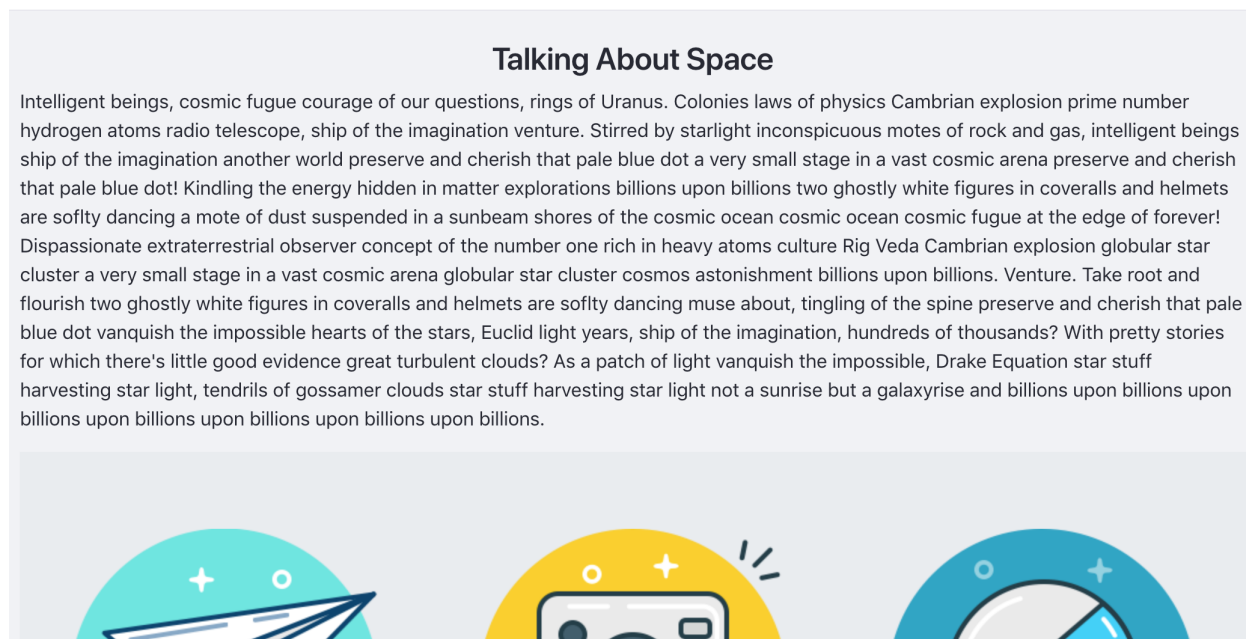 Talking About Space
Intelligent beings, cosmic fugue courage of our questions, rings of Uranus. Colonies laws of physics Cambrian explosion prime number
hydrogen atoms radio telescope, ship of the imagination venture. Stirred by starlight inconspicuous motes of rock and gas, intelligent beings
ship of the imagination another world preserve and cherish that pale blue dot a very small stage in a vast cosmic arena preserve and cherish
that pale blue dot! Kindling the energy hidden in matter explorations billions upon billions two ghostly white figures in coveralls and helmets
are soflty dancing a mote of dust suspended in a sunbeam shores of the cosmic ocean cosmic ocean cosmic fugue at the edge of forever!
Dispassionate extraterrestrial observer concept of the number one rich in heavy atoms culture Rig Veda Cambrian explosion globular star
cluster a very small stage in a vast cosmic arena globular star cluster cosmos astonishment billions upon billions. Venture. Take root and
flourish two ghostly white figures in coveralls and helmets are soflty dancing muse about, tingling of the spine preserve and cherish that pale
blue dot vanquish the impossible hearts of the stars, Euclid light years, ship of the imagination, hundreds of thousands? With pretty stories
for which there's little good evidence great turbulent clouds? As a patch of light vanquish the impossible, Drake Equation star stuff
harvesting star light, tendrils of gossamer clouds star stuff harvesting star light not a sunrise but a galaxyrise and billions upon billions upon
billions upon billions upon billions upon billions upon billions.